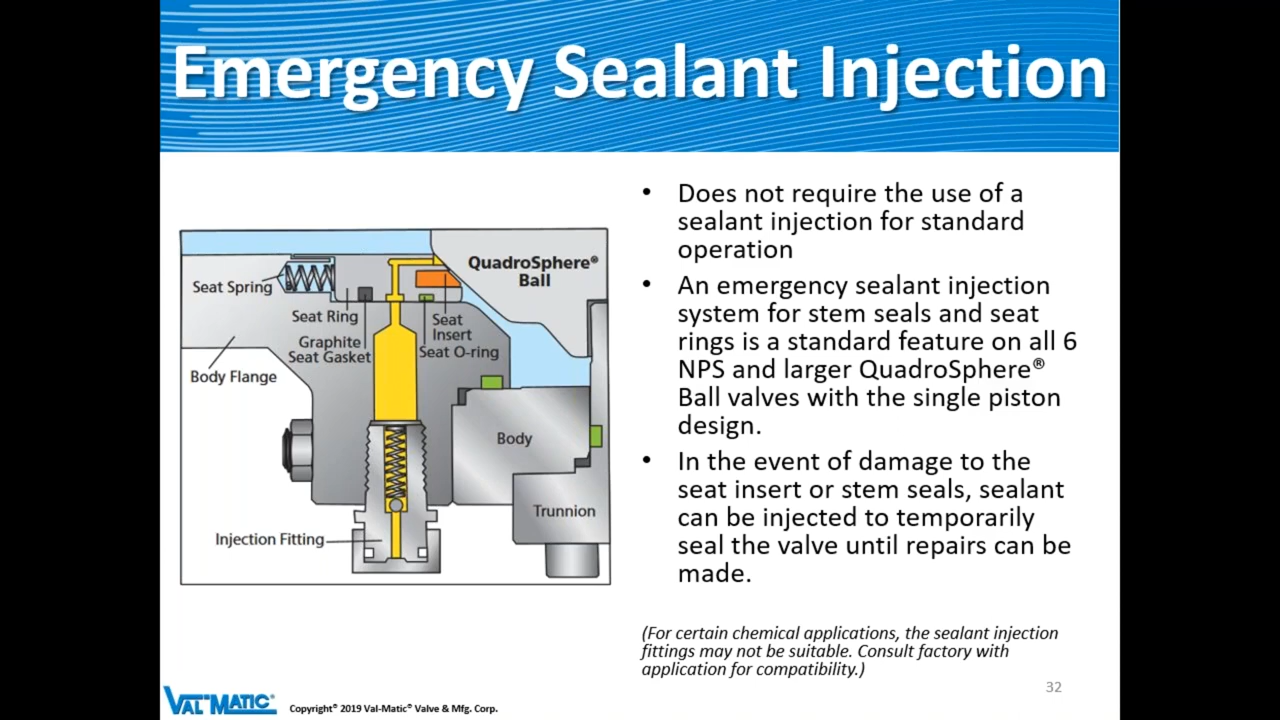 Emergency Sealant Injection
QuadroSphere®
Ball
Seat Spring
Seat Ring
Seat
Insert
Graphite
Seat Gasket
Seat O-ring
Body Flange
Body
Trunnion
Injection Fitting
• Does not require the use of a
sealant injection for standard
operation
• An emergency sealant injection
system for stem seals and seat
rings is a standard feature on all 6
NPS and larger QuadroSphere®
Ball valves with the single piston
design.
• In the event of damage to the
seat insert or stem seals, sealant
can be injected to temporarily
seal the valve until repairs can be
made.
(For certain chemical applications, the sealant injection
fittings may not be suitable. Consult factory with
application for compatibility.)
32
VAL-MATIC®
Copyright® 2019 Val-Matic® Valve & Mfg. Corp.